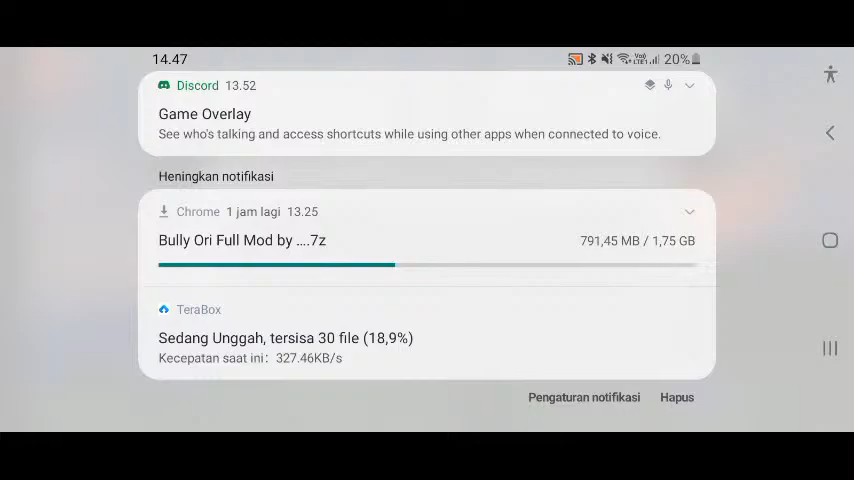 14.47
20%
Discord 13.52
Game Overlay
See who's talking and access shortcuts while using other apps when connected to voice.
Heningkan notifikasi
Chrome 1 jam lagi 13.25
Bully Ori Full Mod by ....7z 791,45 MB / 1,75 GB
TeraBox
Sedang Unggah, tersisa 30 file (18,9%)
Kecepatan saat ini: 327.46KB/s
Pengaturan notifikasi Hapus